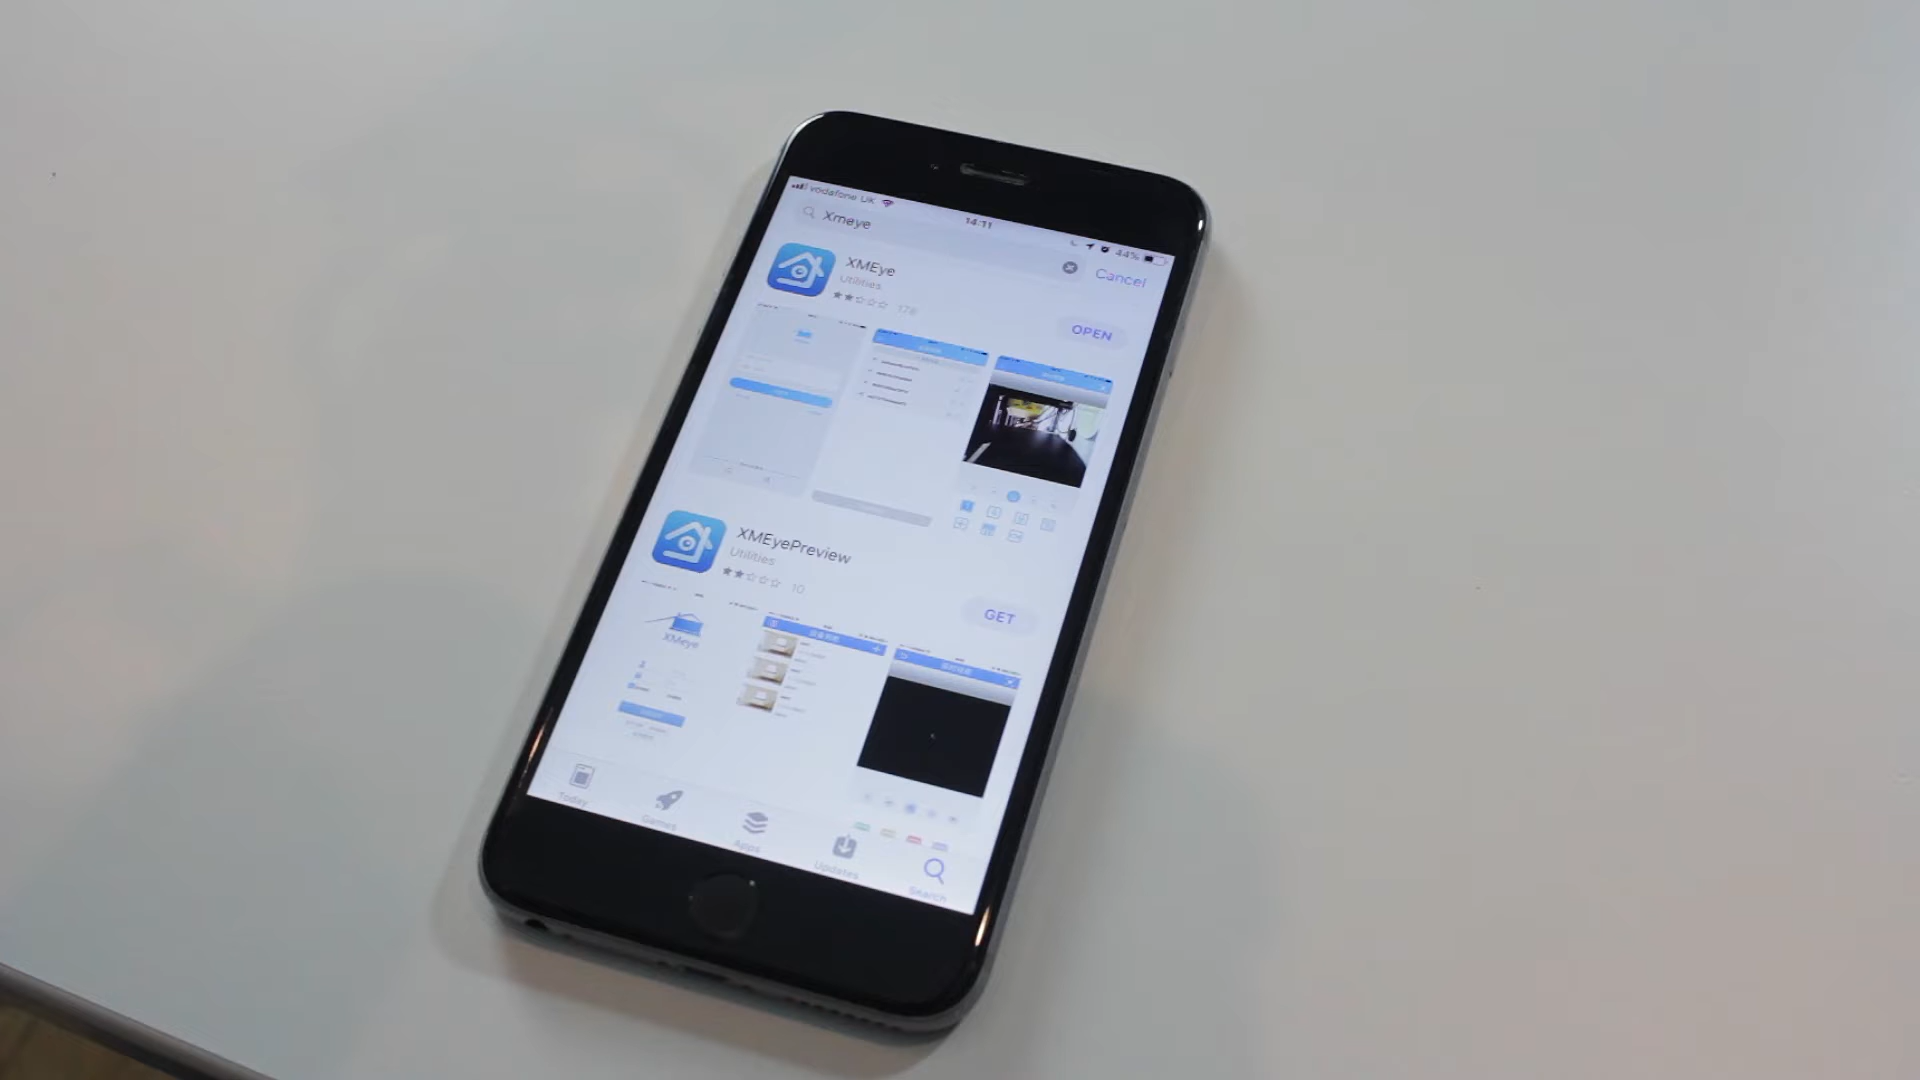 vodafone UK
14:11
44%
Xmeye
Cancel
XMEye
Utilities
178
OPEN
XMEyePreview
Utilities
10
GET
XMeye
Today
Games
Apps
Updates
Search